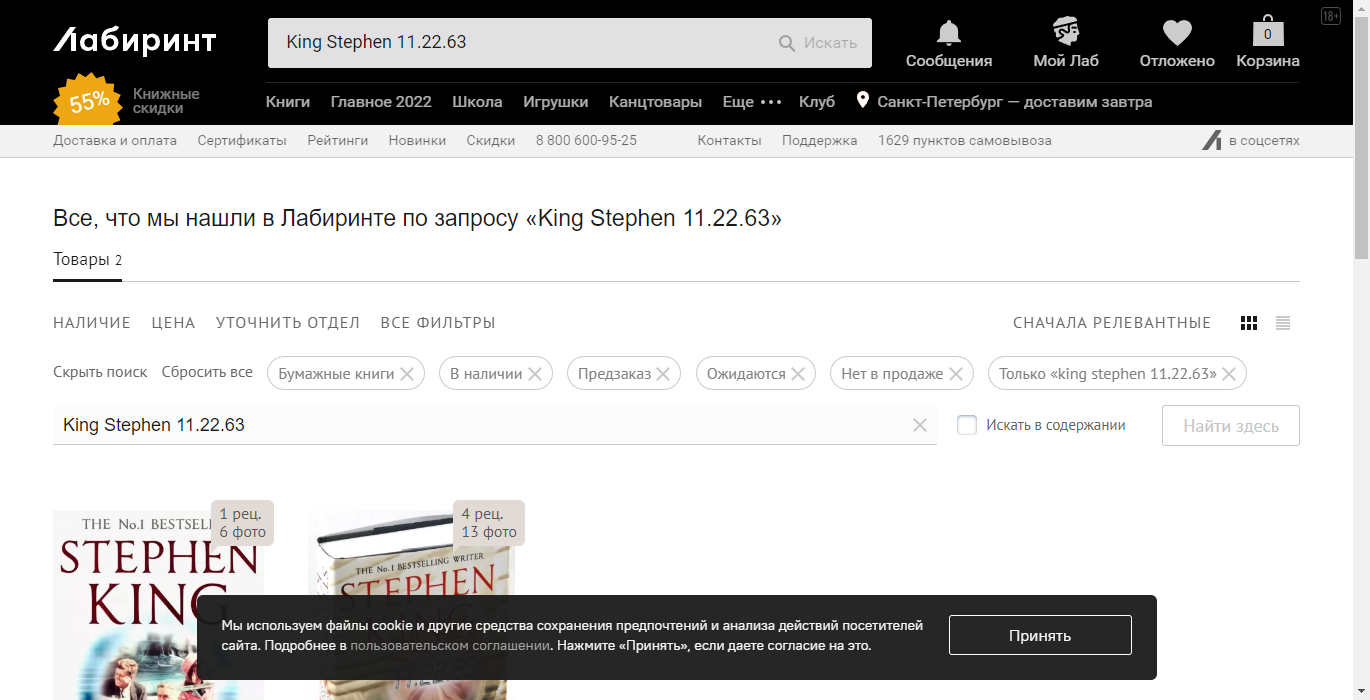 Лабиринт
King Stephen 11.22.63
Искать
Сообщения
Мой Лаб
Отложено
0
Корзина
18+
55%
Книжные
скидки
Книги Главное 2022 Школа Игрушки Канцтовары Еще ••• Клуб Санкт-Петербург — доставим завтра
Доставка и оплата Сертификаты Рейтинги Новинки Скидки 8 800 600-95-25 Контакты Поддержка 1629 пунктов самовывоза в соцсетях
Все, что мы нашли в Лабиринте по запросу «King Stephen 11.22.63»
Товары 2
НАЛИЧИЕ ЦЕНА УТОЧНИТЬ ОТДЕЛ ВСЕ ФИЛЬТРЫ СНАЧАЛА РЕЛЕВАНТНЫЕ
Скрыть поиск Сбросить все Бумажные книги В наличии Предзаказ Ожидаются Нет в продаже Только «king stephen 11.22.63»
King Stephen 11.22.63 Искать в содержании Найти здесь
1 рец.
6 фото
THE No.1
STEPHEN
KING
4 рец.
13 фото
THE No.1 BESTSELLING WRITER
STEPHEN
Мы используем файлы cookie и другие средства сохранения предпочтений и анализа действий посетителей
сайта. Подробнее в пользовательском соглашении. Нажмите «Принять», если даете согласие на это.
Принять